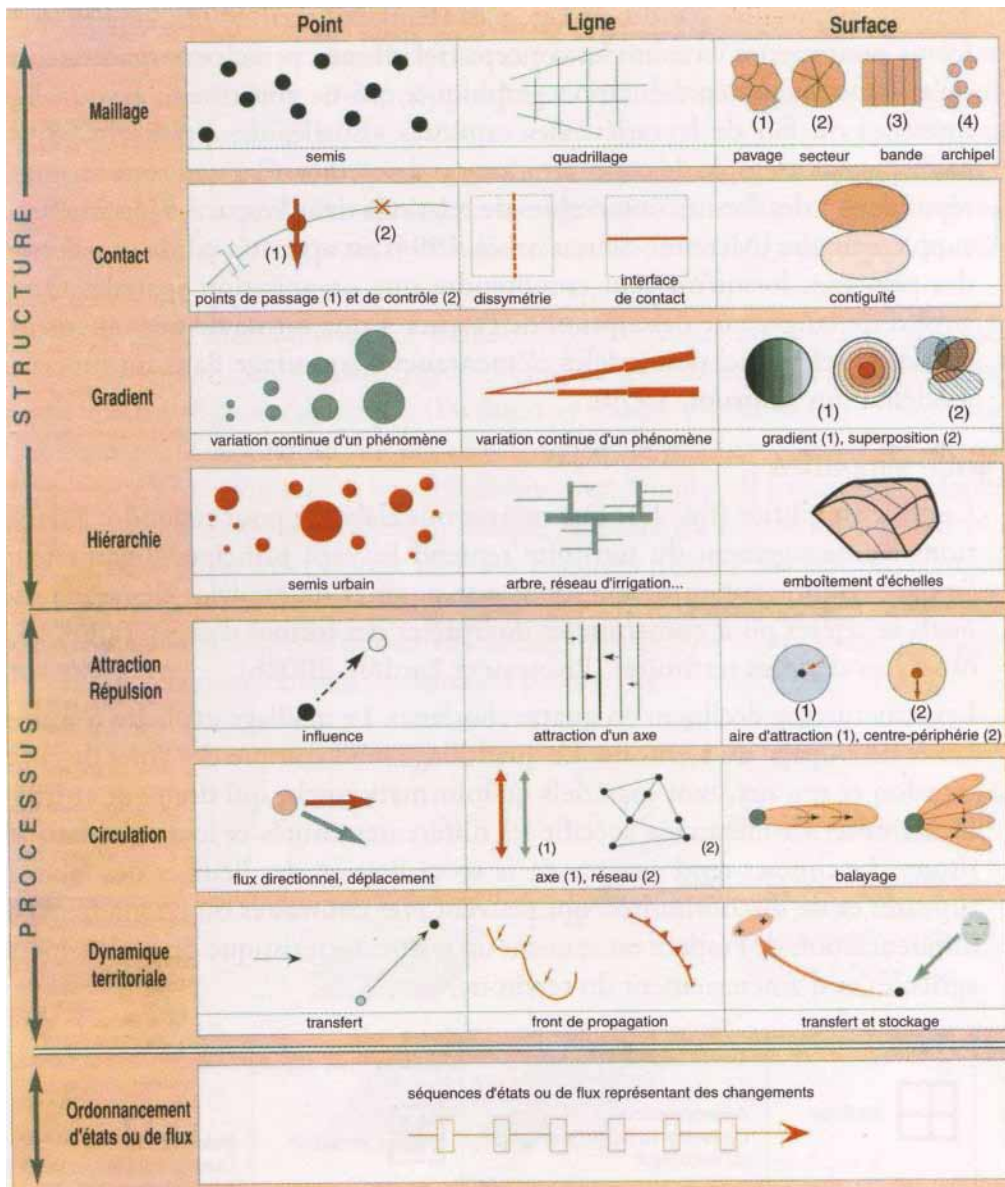 Point Ligne Surface
STRUCTURE
Maillage
(1) (2) (3) (4)
semis quadrillage pavage secteur bande archipel
Contact
(1) (2)
points de passage (1) et de contrôle (2) dissymétrie interface
de contact contiguïté
Gradient
(1) (2)
variation continue d'un phénomène variation continue d'un phénomène gradient (1), superposition (2)
Hiérarchie
semis urbain arbre, réseau d'irrigation... emboîtement d'échelles
PROCESSUS
Attraction
Répulsion
(1) (2)
influence attraction d'un axe aire d'attraction (1), centre-périphérie (2)
Circulation
(1) (2)
flux directionnel, déplacement axe (1), réseau (2) balayage
Dynamique
territoriale
transfert front de propagation transfert et stockage
Ordonnancement
d'états ou de flux
séquences d'états ou de flux représentant des changements